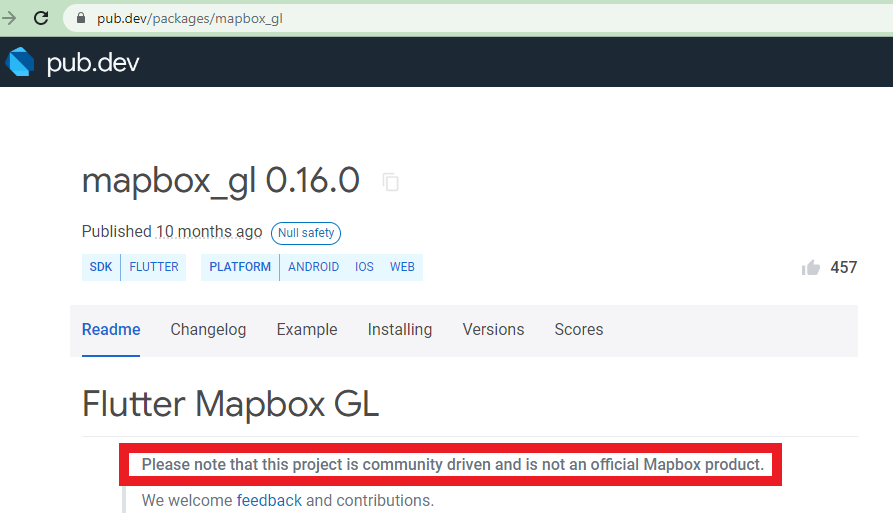 pub.dev/packages/mapbox_gl
pub.dev
mapbox_gl 0.16.0
Published 10 months ago Null safety
SDK FLUTTER PLATFORM ANDROID IOS WEB 457
Readme Changelog Example Installing Versions Scores
Flutter Mapbox GL
Please note that this project is community driven and is not an official Mapbox product.
We welcome feedback and contributions.